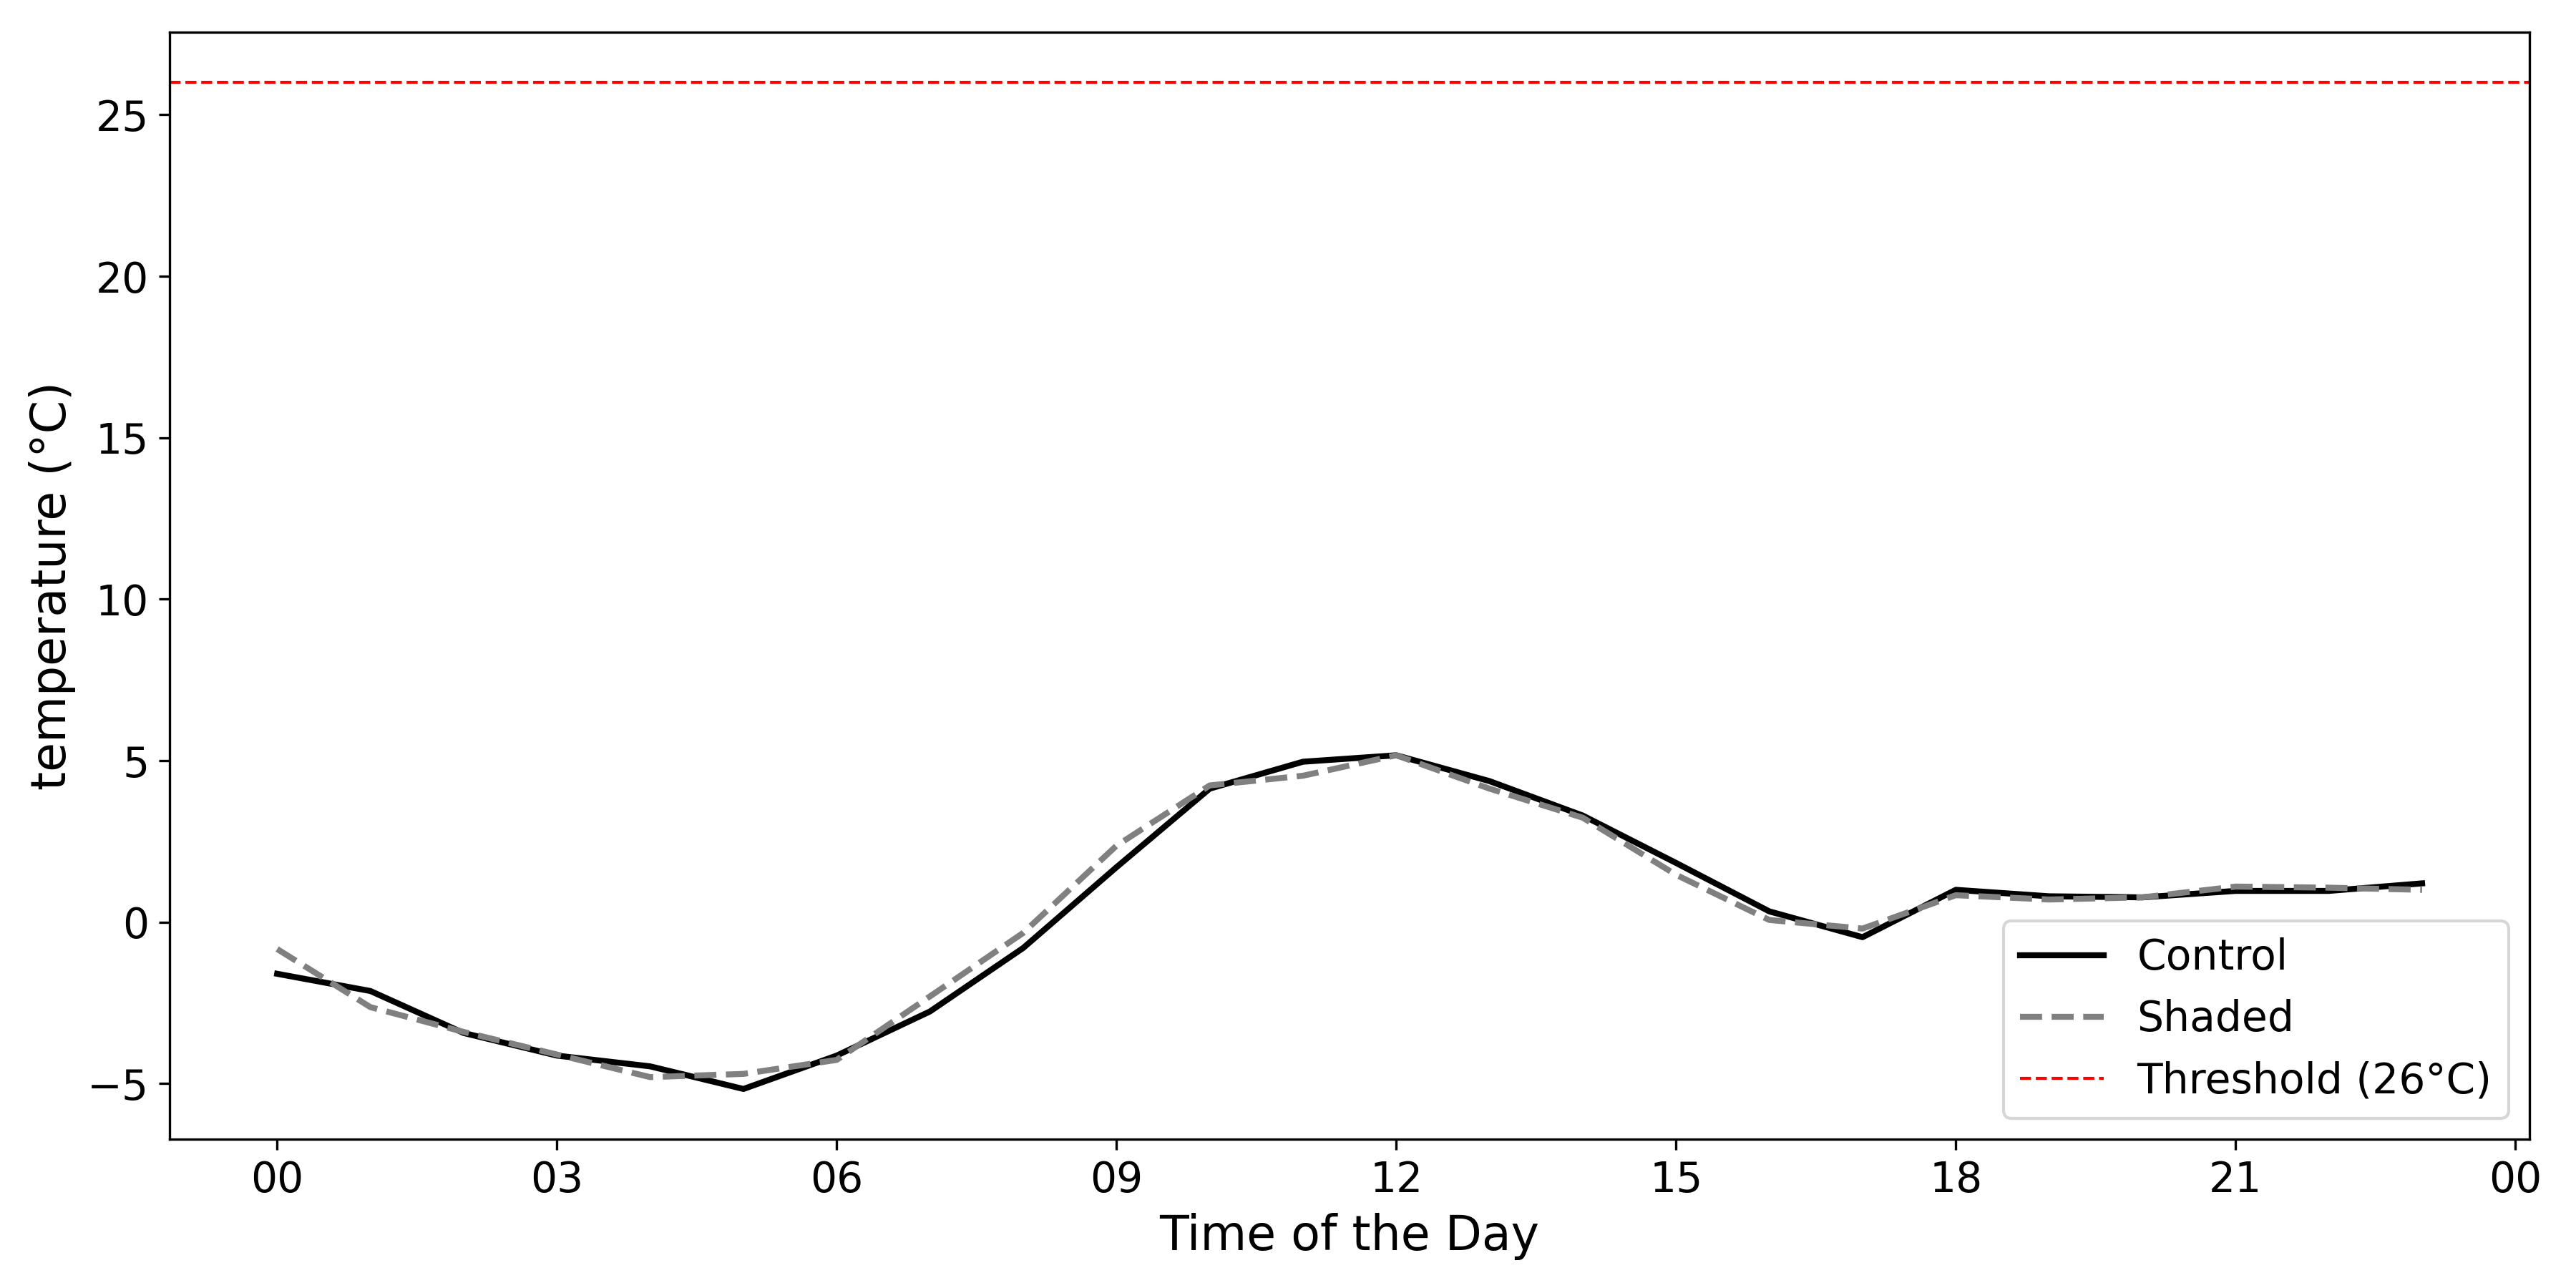 temperature (°C)
25
20
15
10
5
0
−5
00 03 06 09 12 15 18 21 00
Time of the Day
Control
Shaded
Threshold (26°C)